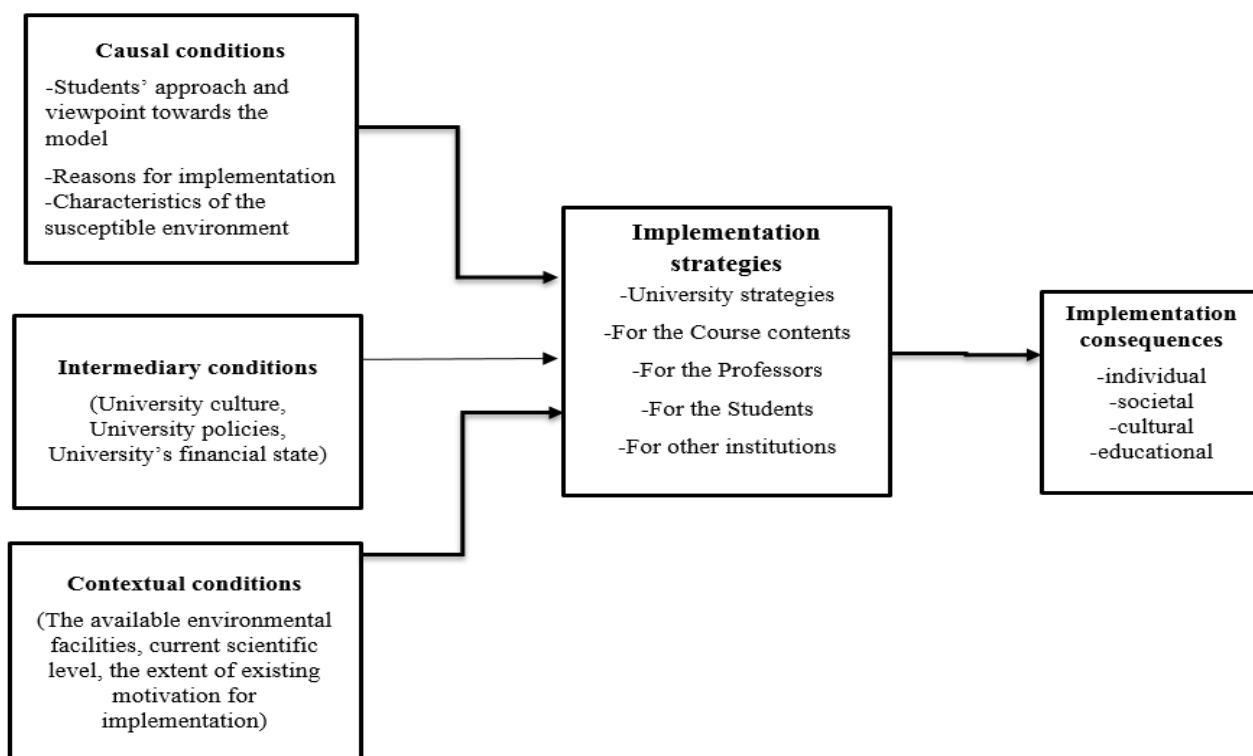 Causal conditions
-Students’ approach and
viewpoint towards the
model
-Reasons for implementation
-Characteristics of the
susceptible environment
Intermediary conditions
(University culture,
University policies,
University’s financial state)
Contextual conditions
(The available environmental
facilities, current scientific
level, the extent of existing
motivation for
implementation)
Implementation
strategies
-University strategies
-For the Course contents
-For the Professors
-For the Students
-For other institutions
Implementation
consequences
-individual
-societal
-cultural
-educational